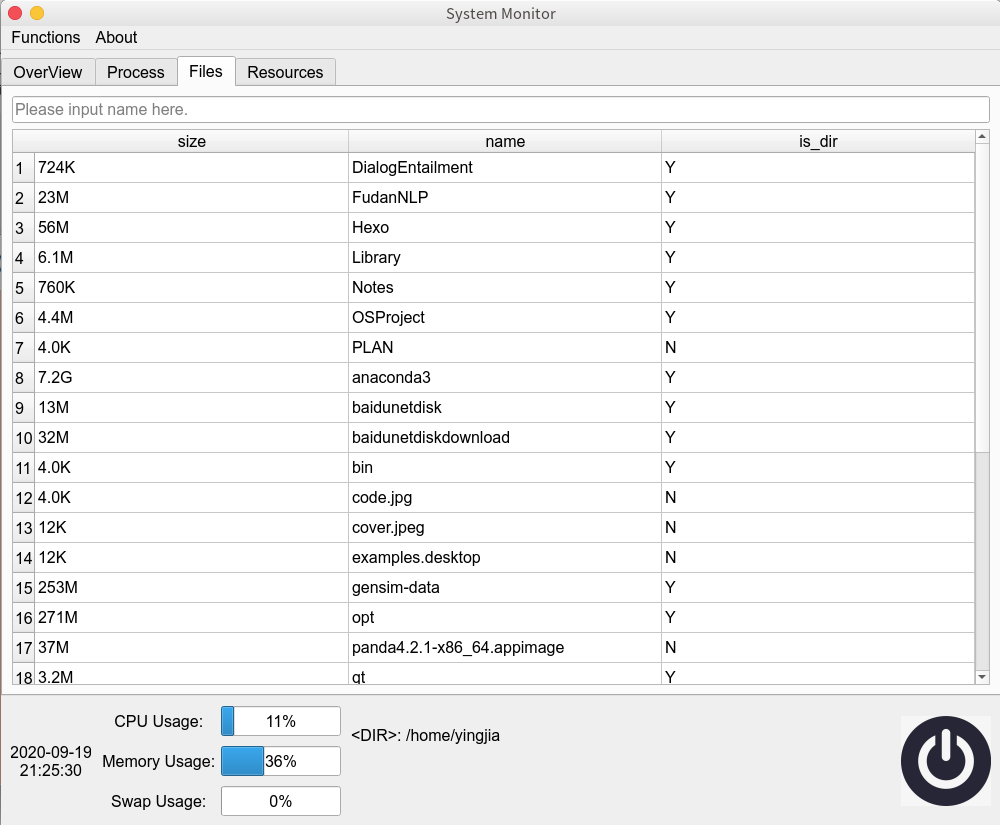 System Monitor
Functions About
OverView Process Files Resources
Please input name here.
size name is_dir
1 724K DialogEntailment Y
2 23M FudanNLP Y
3 56M Hexo Y
4 6.1M Library Y
5 760K Notes Y
6 4.4M OSProject Y
7 4.0K PLAN N
8 7.2G anaconda3 Y
9 13M baidunetdisk Y
10 32M baidunetdiskdownload Y
11 4.0K bin Y
12 4.0K code.jpg N
13 12K cover.jpeg N
14 12K examples.desktop N
15 253M gensim-data Y
16 271M opt Y
17 37M panda4.2.1-x86_64.appimage N
18 3.2M qt Y
CPU Usage: 11%
<DIR>: /home/yingjia
2020-09-19
21:25:30
Memory Usage: 36%
Swap Usage: 0%